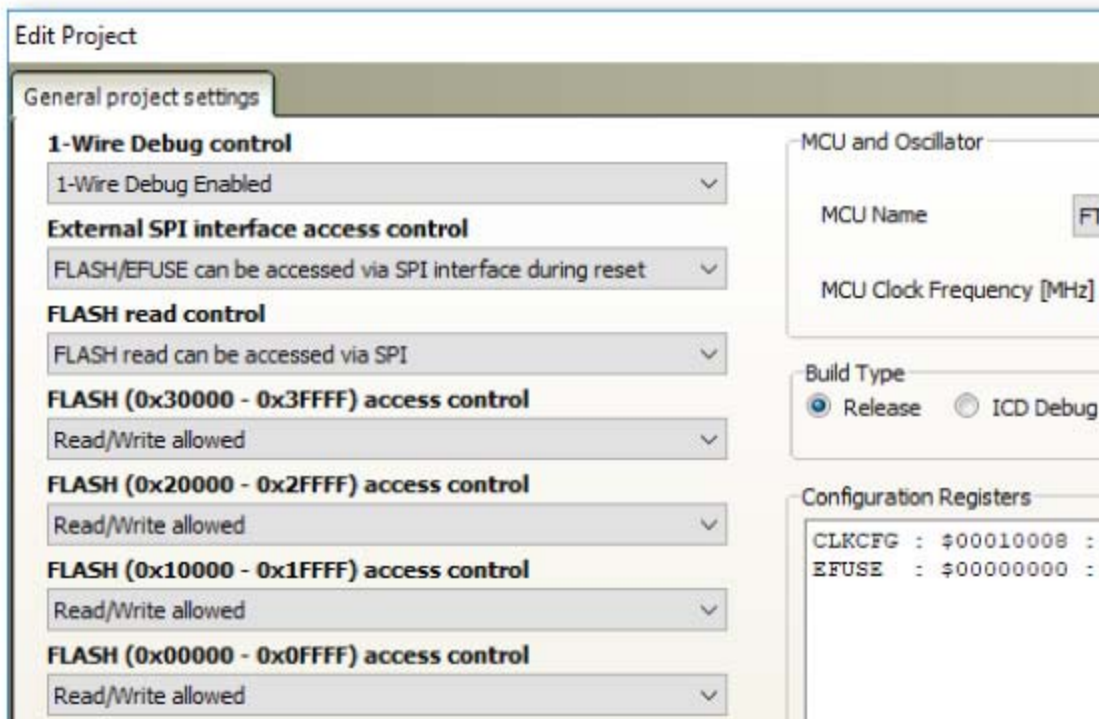 Edit Project
General project settings
1-Wire Debug control
1-Wire Debug Enabled
External SPI interface access control
FLASH/EFUSE can be accessed via SPI interface during reset
FLASH read control
FLASH read can be accessed via SPI
FLASH (0x30000 - 0x3FFFF) access control
Read/Write allowed
FLASH (0x20000 - 0x2FFFF) access control
Read/Write allowed
FLASH (0x10000 - 0x1FFFF) access control
Read/Write allowed
FLASH (0x00000 - 0x0FFFF) access control
Read/Write allowed
MCU and Oscillator
MCU Name FT
MCU Clock Frequency [MHz]
Build Type
Release ICD Debug
Configuration Registers
CLKCFG : $00010008 :
EFUSE : $00000000 :